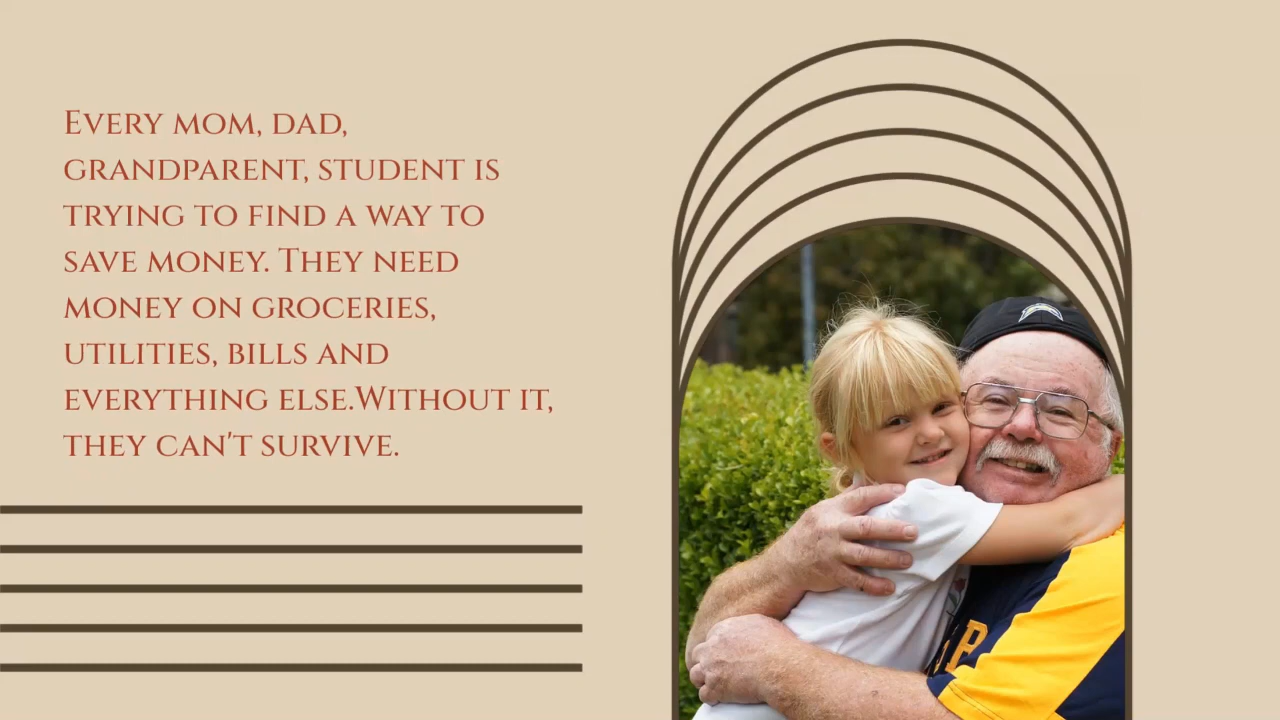 Every mom, dad,
grandparent, student is
trying to find a way to
save money. They need
money on groceries,
utilities, bills and
everything else.Without it,
they can't survive.